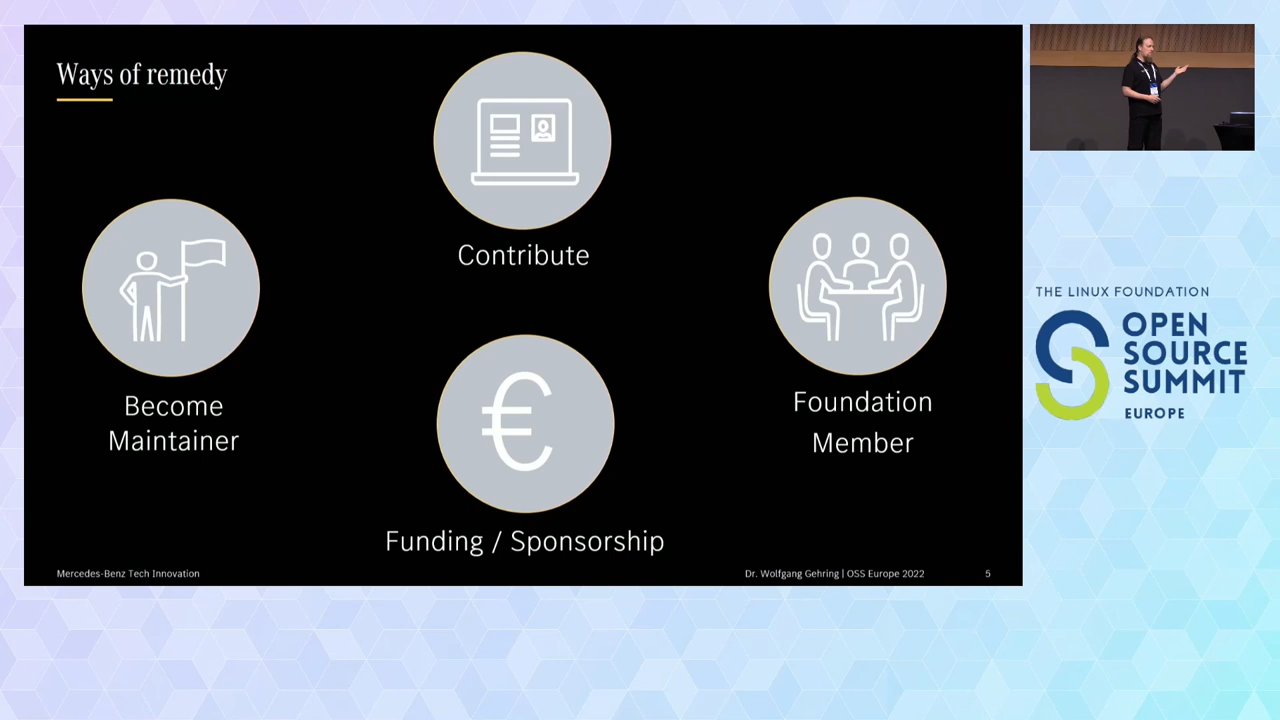 Ways of remedy
Contribute
Become
Maintainer
Foundation
Member
Funding / Sponsorship
Mercedes-Benz Tech Innovation
Dr. Wolfgang Gehring | OSS Europe 2022
5
THE LINUX FOUNDATION
OPEN
SOURCE
SUMMIT
EUROPE